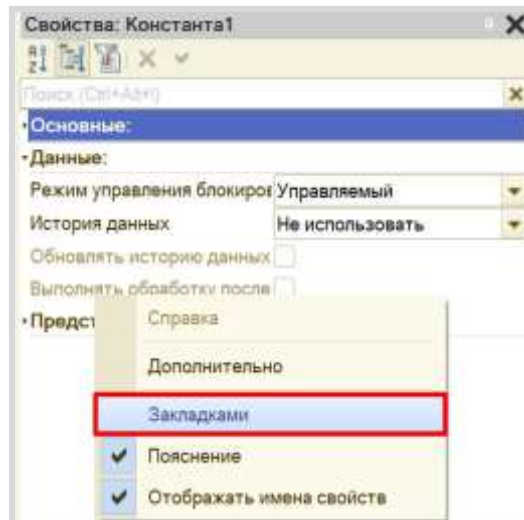 Свойства: Константа1
Поиск (Ctrl+Alt+I)
Основные:
Данные:
Режим управления блокиров Управляемый
История данных Не использовать
Обновлять историю данных
Выполнять обработку после
Предст
Справка
Дополнительно
Закладками
Пояснение
Отображать имена свойств